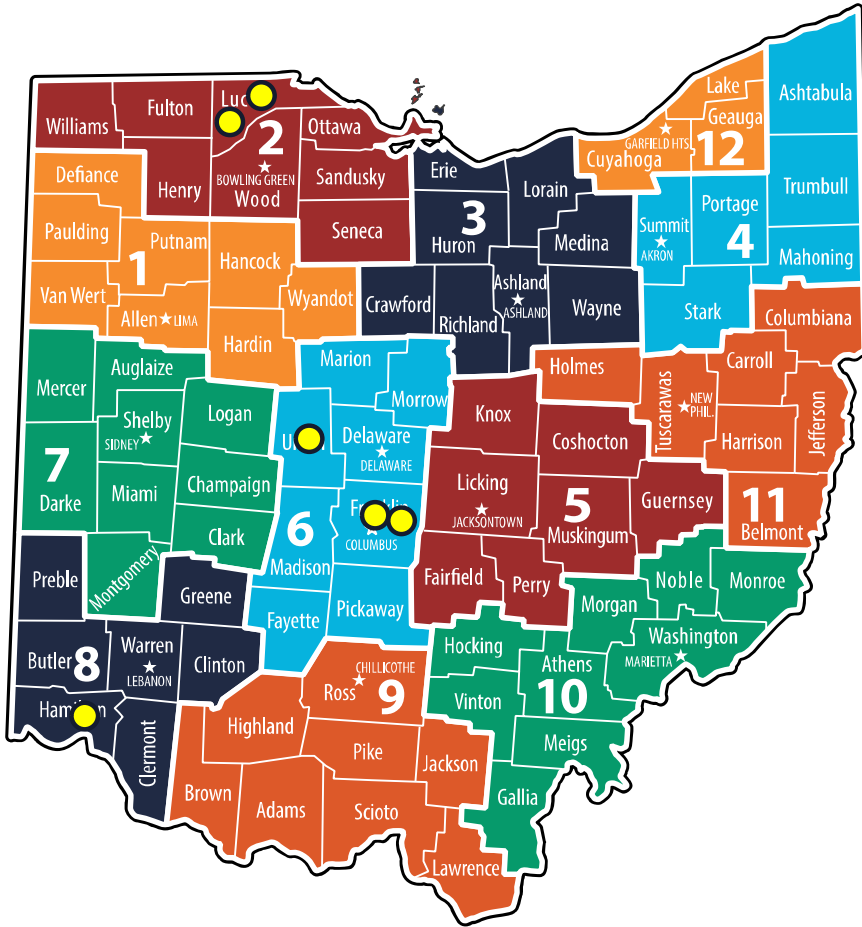 Lake
Ashtabula
Geauga
GARFIELD HTS.
Cuyahoga
12
Williams
Fulton
Luc
Ottawa
2
BOWLING GREEN
Wood
Henry
Sandusky
Seneca
Erie
Lorain
3
Huron
Medina
Ashland
ASHLAND
Crawford
Richland
Wayne
Summit
AKRON
Portage
4
Trumbull
Mahoning
Stark
Defiance
Paulding
Putnam
1
Hancock
Van Wert
Allen
LIMA
Wyandot
Hardin
Columbiana
Holmes
Tuscarawas
NEW
PHIL.
Carroll
Harrison
Jefferson
11
Belmont
Mercer
Auglaize
Shelby
SIDNEY
Logan
7
Darke
Miami
Champaign
Clark
Montgomery
Marion
Morrow
U
Delaware
DELAWARE
6
Madison
COLUMBUS
Fayette
Pickaway
Knox
Coshocton
Licking
JACKSONTOWN
5
Muskingum
Guernsey
Fairfield
Perry
Preble
Greene
Butler
8
Warren
LEBANON
Clinton
Clermont
Noble
Monroe
Morgan
Washington
MARIETTA
Hocking
Athens
10
Vinton
Meigs
Gallia
CHILLICOTHE
Ross
9
Highland
Pike
Jackson
Brown
Adams
Scioto
Lawrence